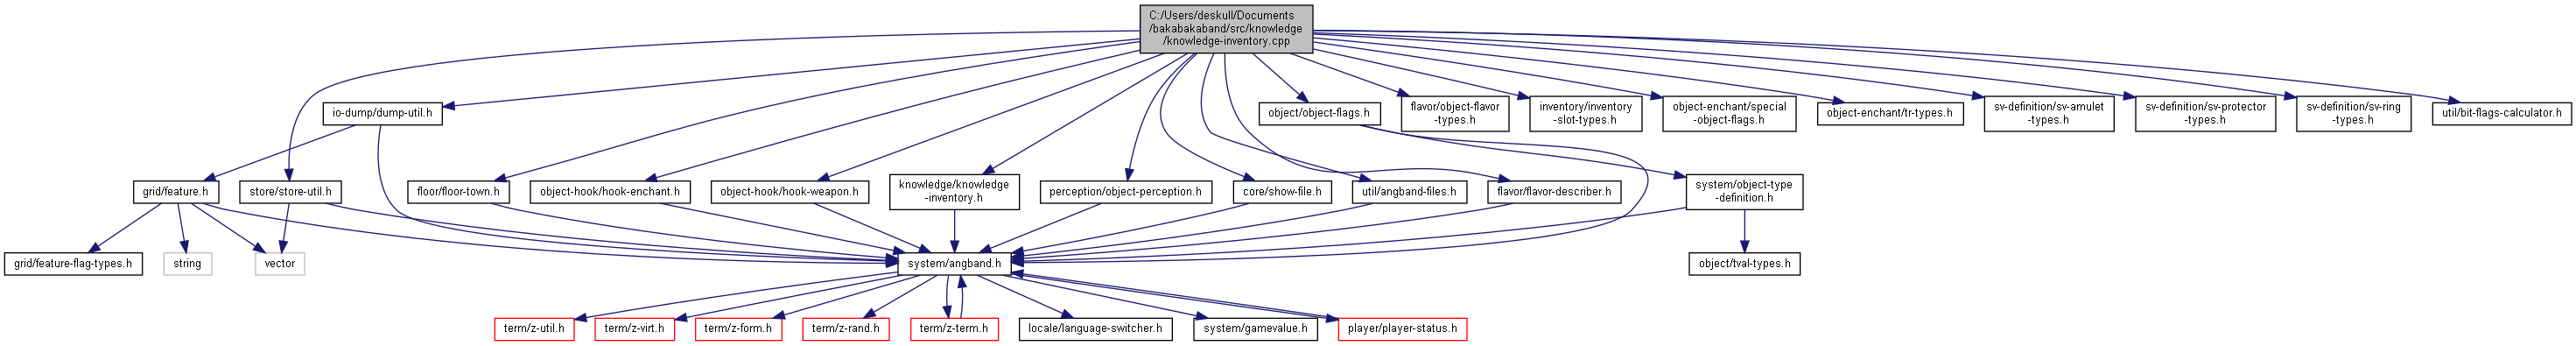 C:/Users/deskull/Documents
/bakabakaband/src/knowledge
/knowledge-inventory.cpp
io-dump/dump-util.h
object/object-flags.h
flavor/object-flavor
-types.h
inventory/inventory
-slot-types.h
object-enchant/special
-object-flags.h
object-enchant/tr-types.h
sv-definition/sv-amulet
-types.h
sv-definition/sv-protector
-types.h
sv-definition/sv-ring
-types.h
util/bit-flags-calculator.h
grid/feature.h
store/store-util.h
floor/floor-town.h
object-hook/hook-enchant.h
object-hook/hook-weapon.h
knowledge/knowledge
-inventory.h
perception/object-perception.h
core/show-file.h
util/angband-files.h
flavor/flavor-describer.h
system/object-type
-definition.h
grid/feature-flag-types.h
string
vector
system/angband.h
object/tval-types.h
term/z-util.h
term/z-virt.h
term/z-form.h
term/z-rand.h
term/z-term.h
locale/language-switcher.h
system/gamevalue.h
player/player-status.h